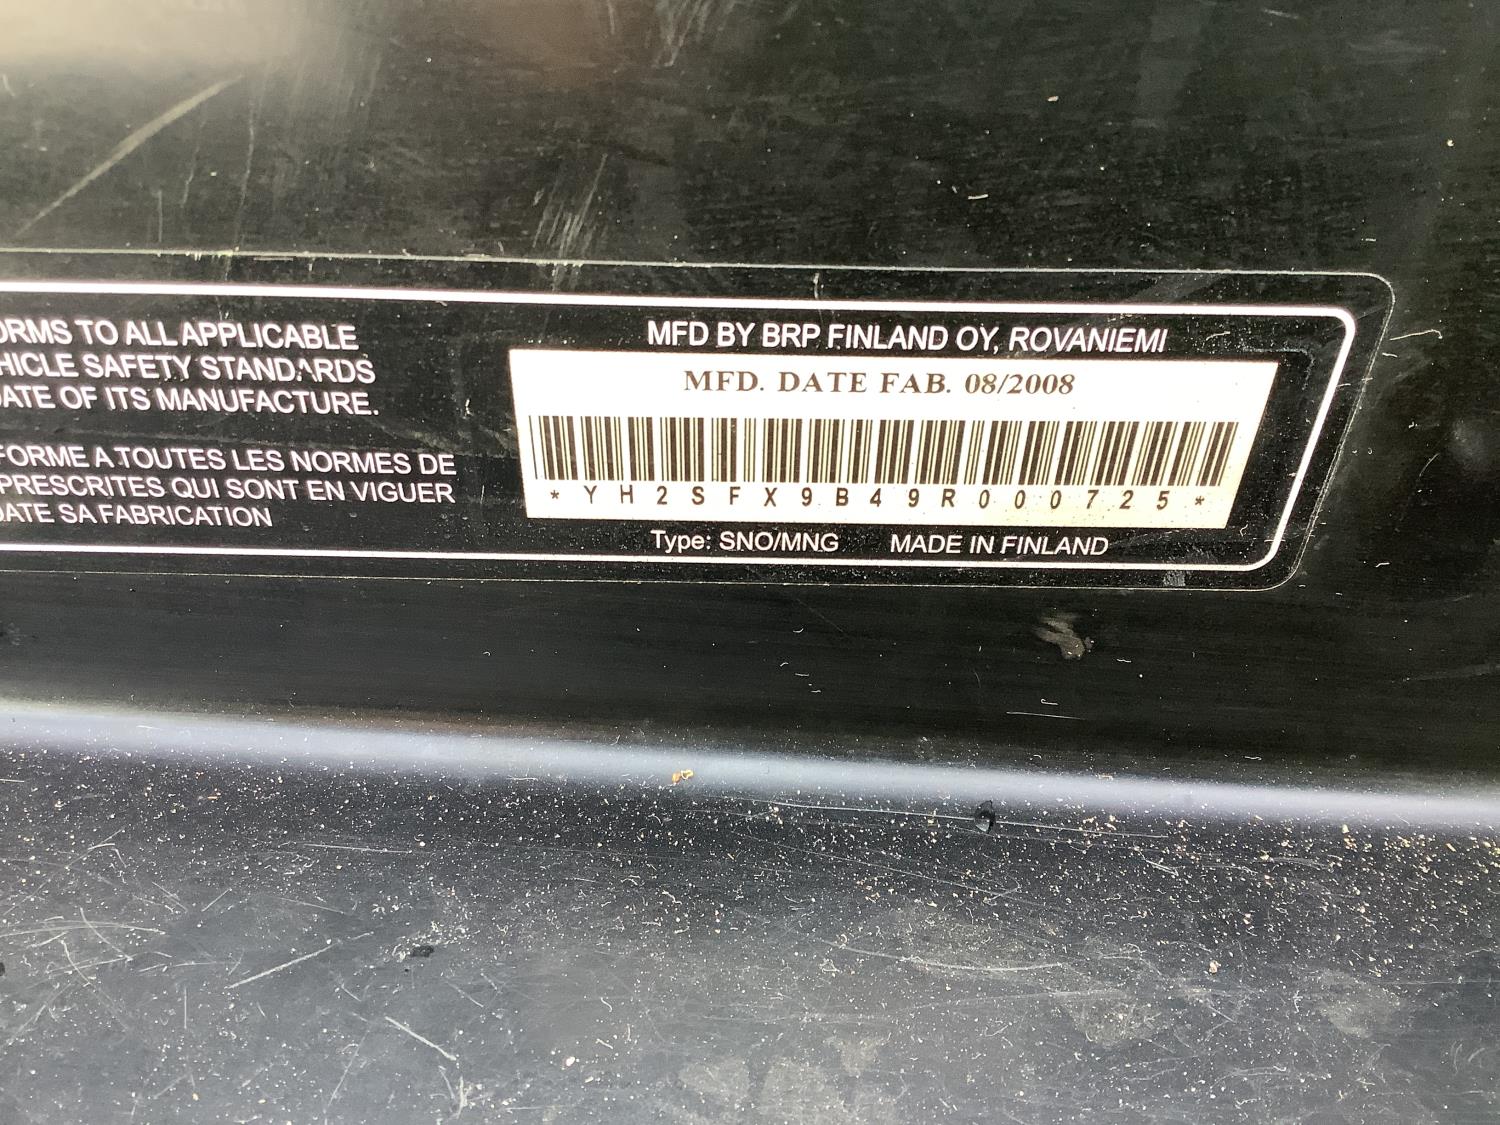 ORMS TO ALL APPLICABLE
HICLE SAFETY STANDARDS
DATE OF ITS MANUFACTURE.
FORME A TOUTES LES NORMES DE
PRESCRITES QUI SONT EN VIGUER
DATE SA FABRICATION
MFD BY BRP FINLAND OY, ROVANIEMI
MFD. DATE FAB. 08/2008
*YH2SFX9B49R000725*
Type: SNO/MNG MADE IN FINLAND